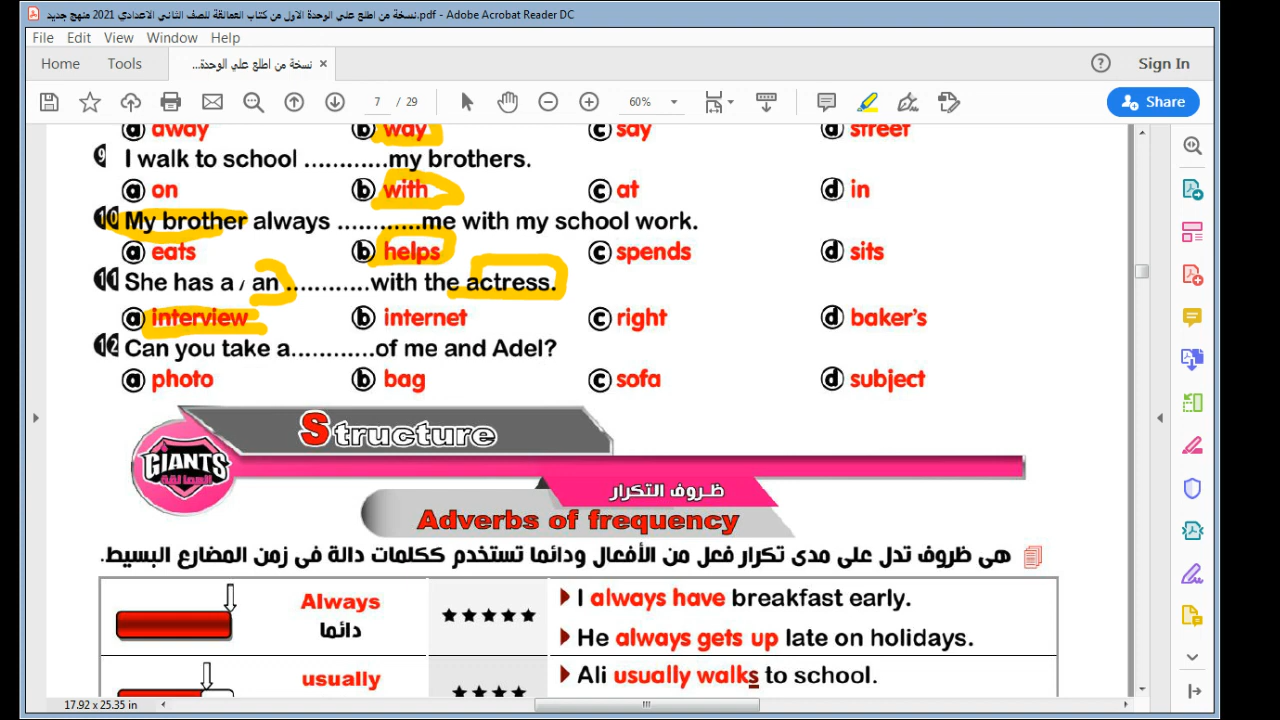 نسخة من اطلع علي الوحدة الاول من كتاب العمالقة للصف الثاني الاعدادي 2021 منهج جديد.pdf - Adobe Acrobat Reader DC
File Edit View Window Help
Home Tools نسخة من اطلع علي الوحدة... × ? Sign In
7 / 29 60% Share
a away b way c say d street
9 I walk to school ............my brothers.
a on b with c at d in
10 My brother always ............me with my school work.
a eats b helps c spends d sits
11 She has a / an ............with the actress.
a interview b internet c right d baker's
12 Can you take a............of me and Adel?
a photo b bag c sofa d subject
Structure
GIANTS
العمالقة
ظروف التكرار
Adverbs of frequency
هى ظروف تدل على مدى تكرار فعل من الأفعال ودائما تستخدم ككلمات دالة فى زمن المضارع البسيط.
Always
دائما
★★★★★
I always have breakfast early.
He always gets up late on holidays.
usually
★★★★
Ali usually walks to school.
17.92 x 25.35 in